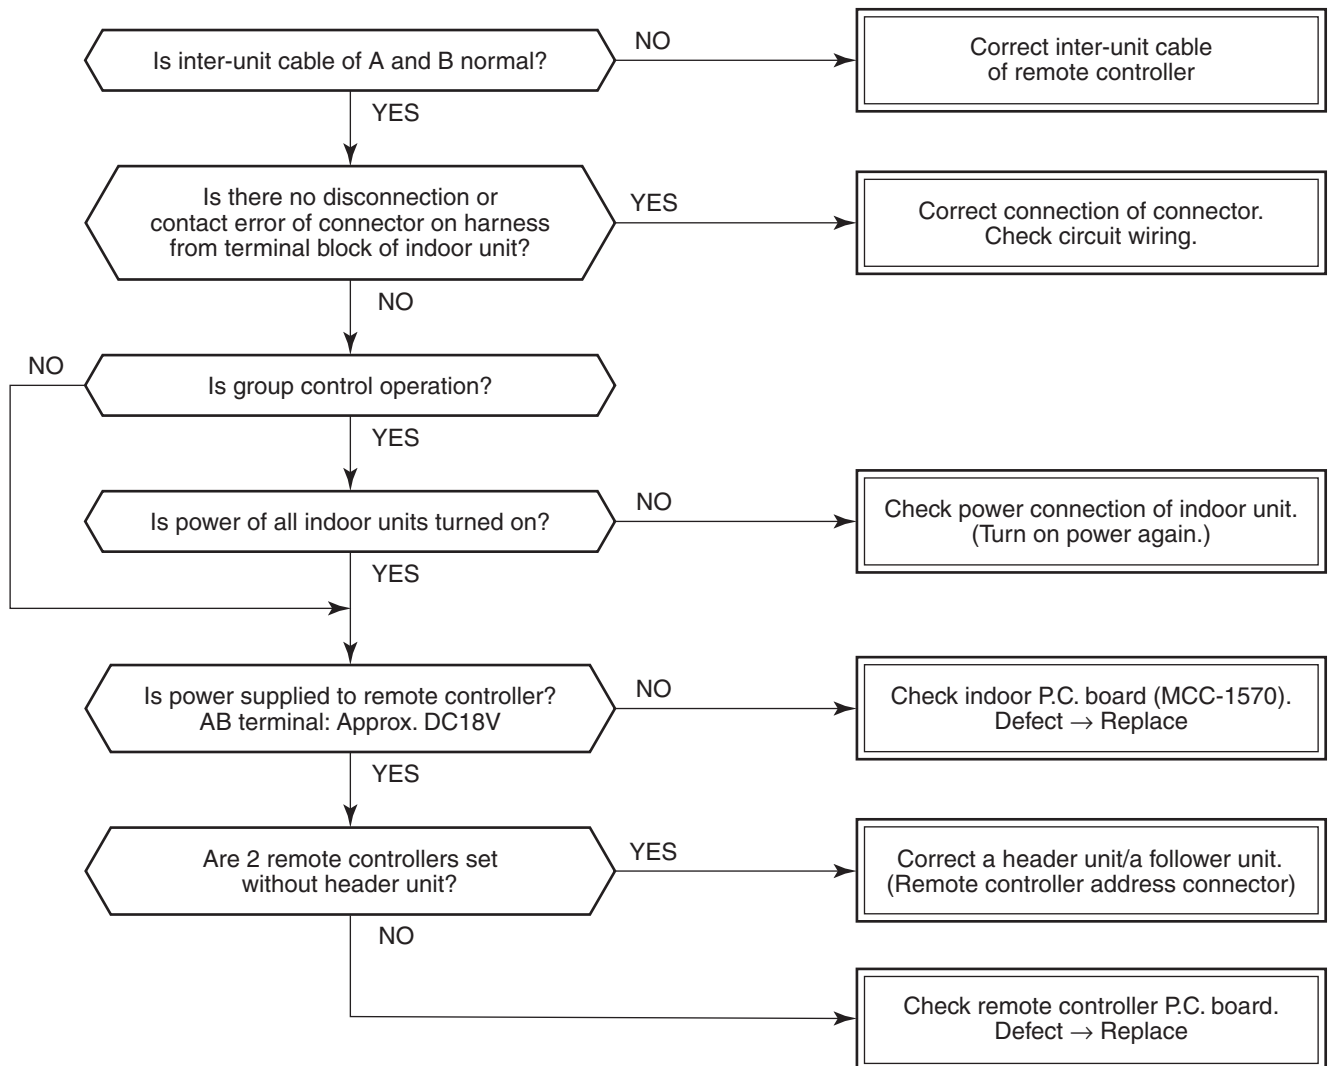 Is inter-unit cable of A and B normal?
NO
Correct inter-unit cable
of remote controller
YES
Is there no disconnection or
contact error of connector on harness
from terminal block of indoor unit?
YES
Correct connection of connector.
Check circuit wiring.
NO
NO
Is group control operation?
YES
Is power of all indoor units turned on?
NO
Check power connection of indoor unit.
(Turn on power again.)
YES
Is power supplied to remote controller?
AB terminal: Approx. DC18V
NO
Check indoor P.C. board (MCC-1570).
Defect → Replace
YES
Are 2 remote controllers set
without header unit?
YES
Correct a header unit/a follower unit.
(Remote controller address connector)
NO
Check remote controller P.C. board.
Defect → Replace